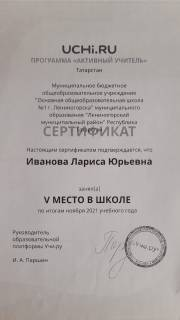 UCHi.RU
ПРОГРАММА «АКТИВНЫЙ УЧИТЕЛЬ»
Татарстан
Муниципальное бюджетное
общеобразовательное учреждение
"Основная общеобразовательная школа
№1 г. Лениногорска" муниципального
образования "Лениногорский
муниципальный район" Республика
СЕРТИФИКАТ
Настоящим сертификатом подтверждается, что
Иванова Лариса Юрьевна
занял(а)
V МЕСТО В ШКОЛЕ
по итогам ноября 2021 учебного года
Руководитель
образовательной
платформы Учи.ру
И. А. Паршин